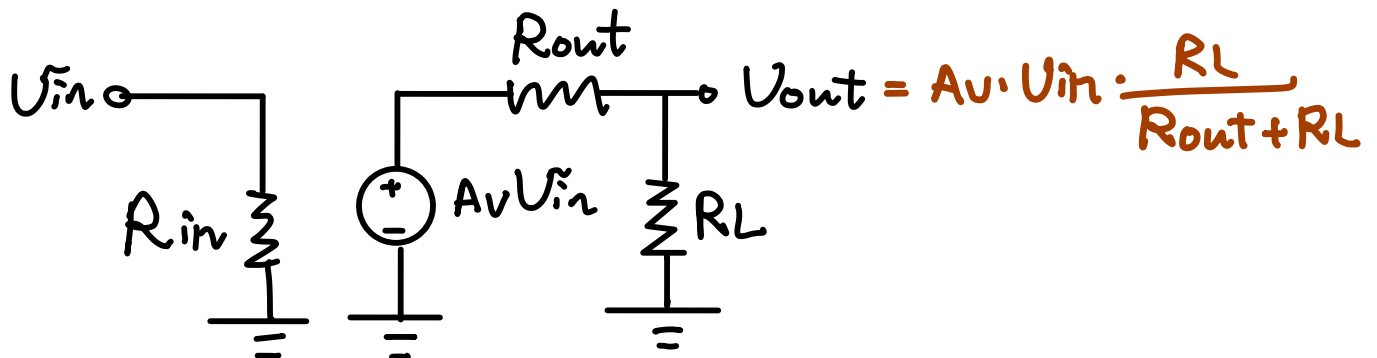 Rout
Vin
Vout = Av · Vin · RL / Rout + RL
+
AvVin
−
Rin
RL